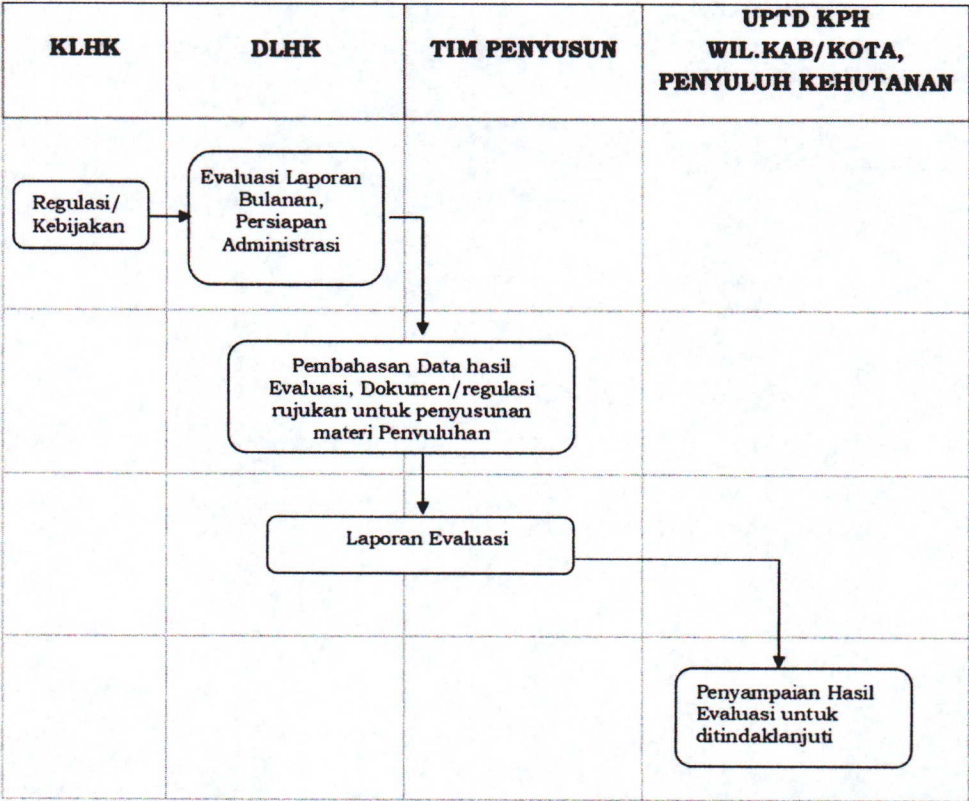 KLHK
DLHK
TIM PENYUSUN
UPTD KPH
WIL.KAB/KOTA,
PENYULUH KEHUTANAN
Regulasi/
Kebijakan
Evaluasi Laporan
Bulanan,
Persiapan
Administrasi
Pembahasan Data hasil
Evaluasi, Dokumen/regulasi
rujukan untuk penyusunan
materi Penyuluhan
Laporan Evaluasi
Penyampaian Hasil
Evaluasi untuk
ditindaklanjuti